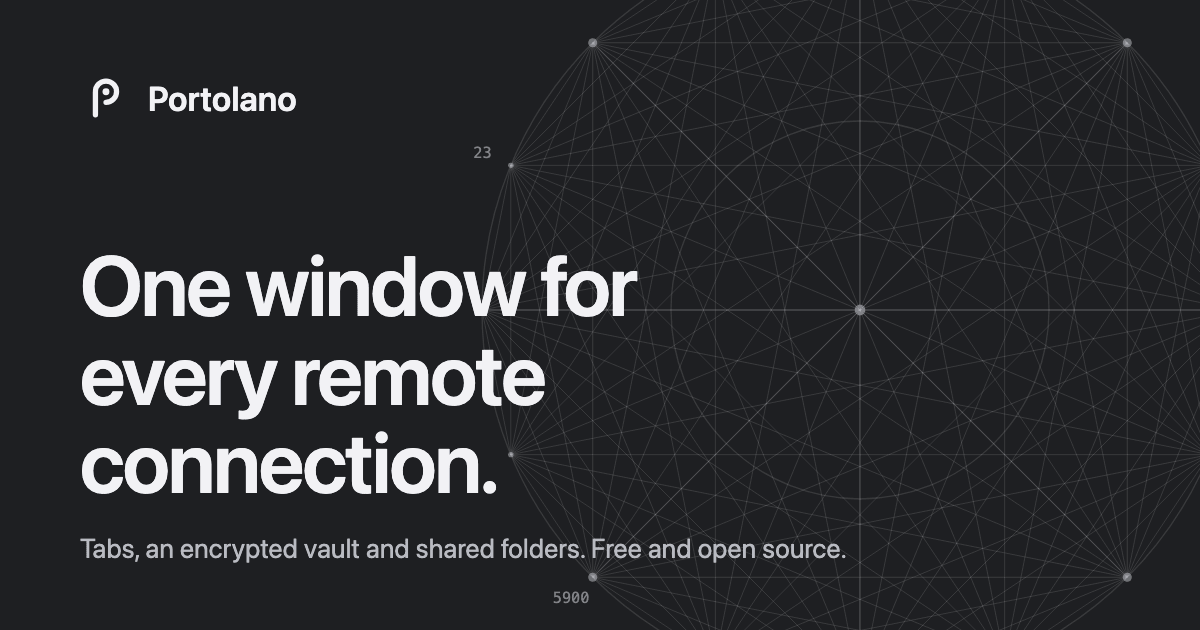 Portolano
23
One window for
every remote
connection.
Tabs, an encrypted vault and shared folders. Free and open source.
5900